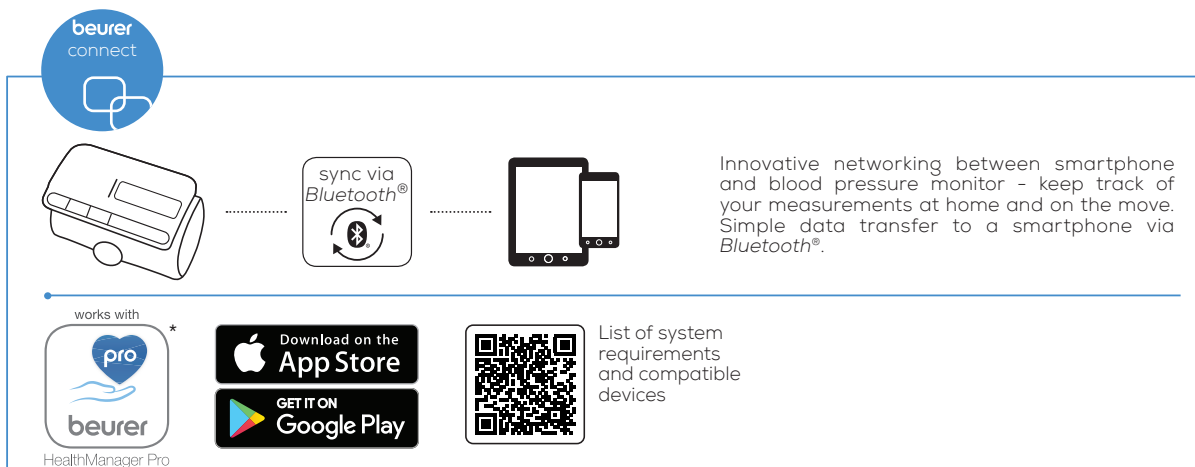 beurer
connect
sync via
Bluetooth®
Innovative networking between smartphone
and blood pressure monitor - keep track of
your measurements at home and on the move.
Simple data transfer to a smartphone via
Bluetooth®.
works with
*
pro
beurer
HealthManager Pro
Download on the
App Store
GET IT ON
Google Play
List of system
requirements
and compatible
devices